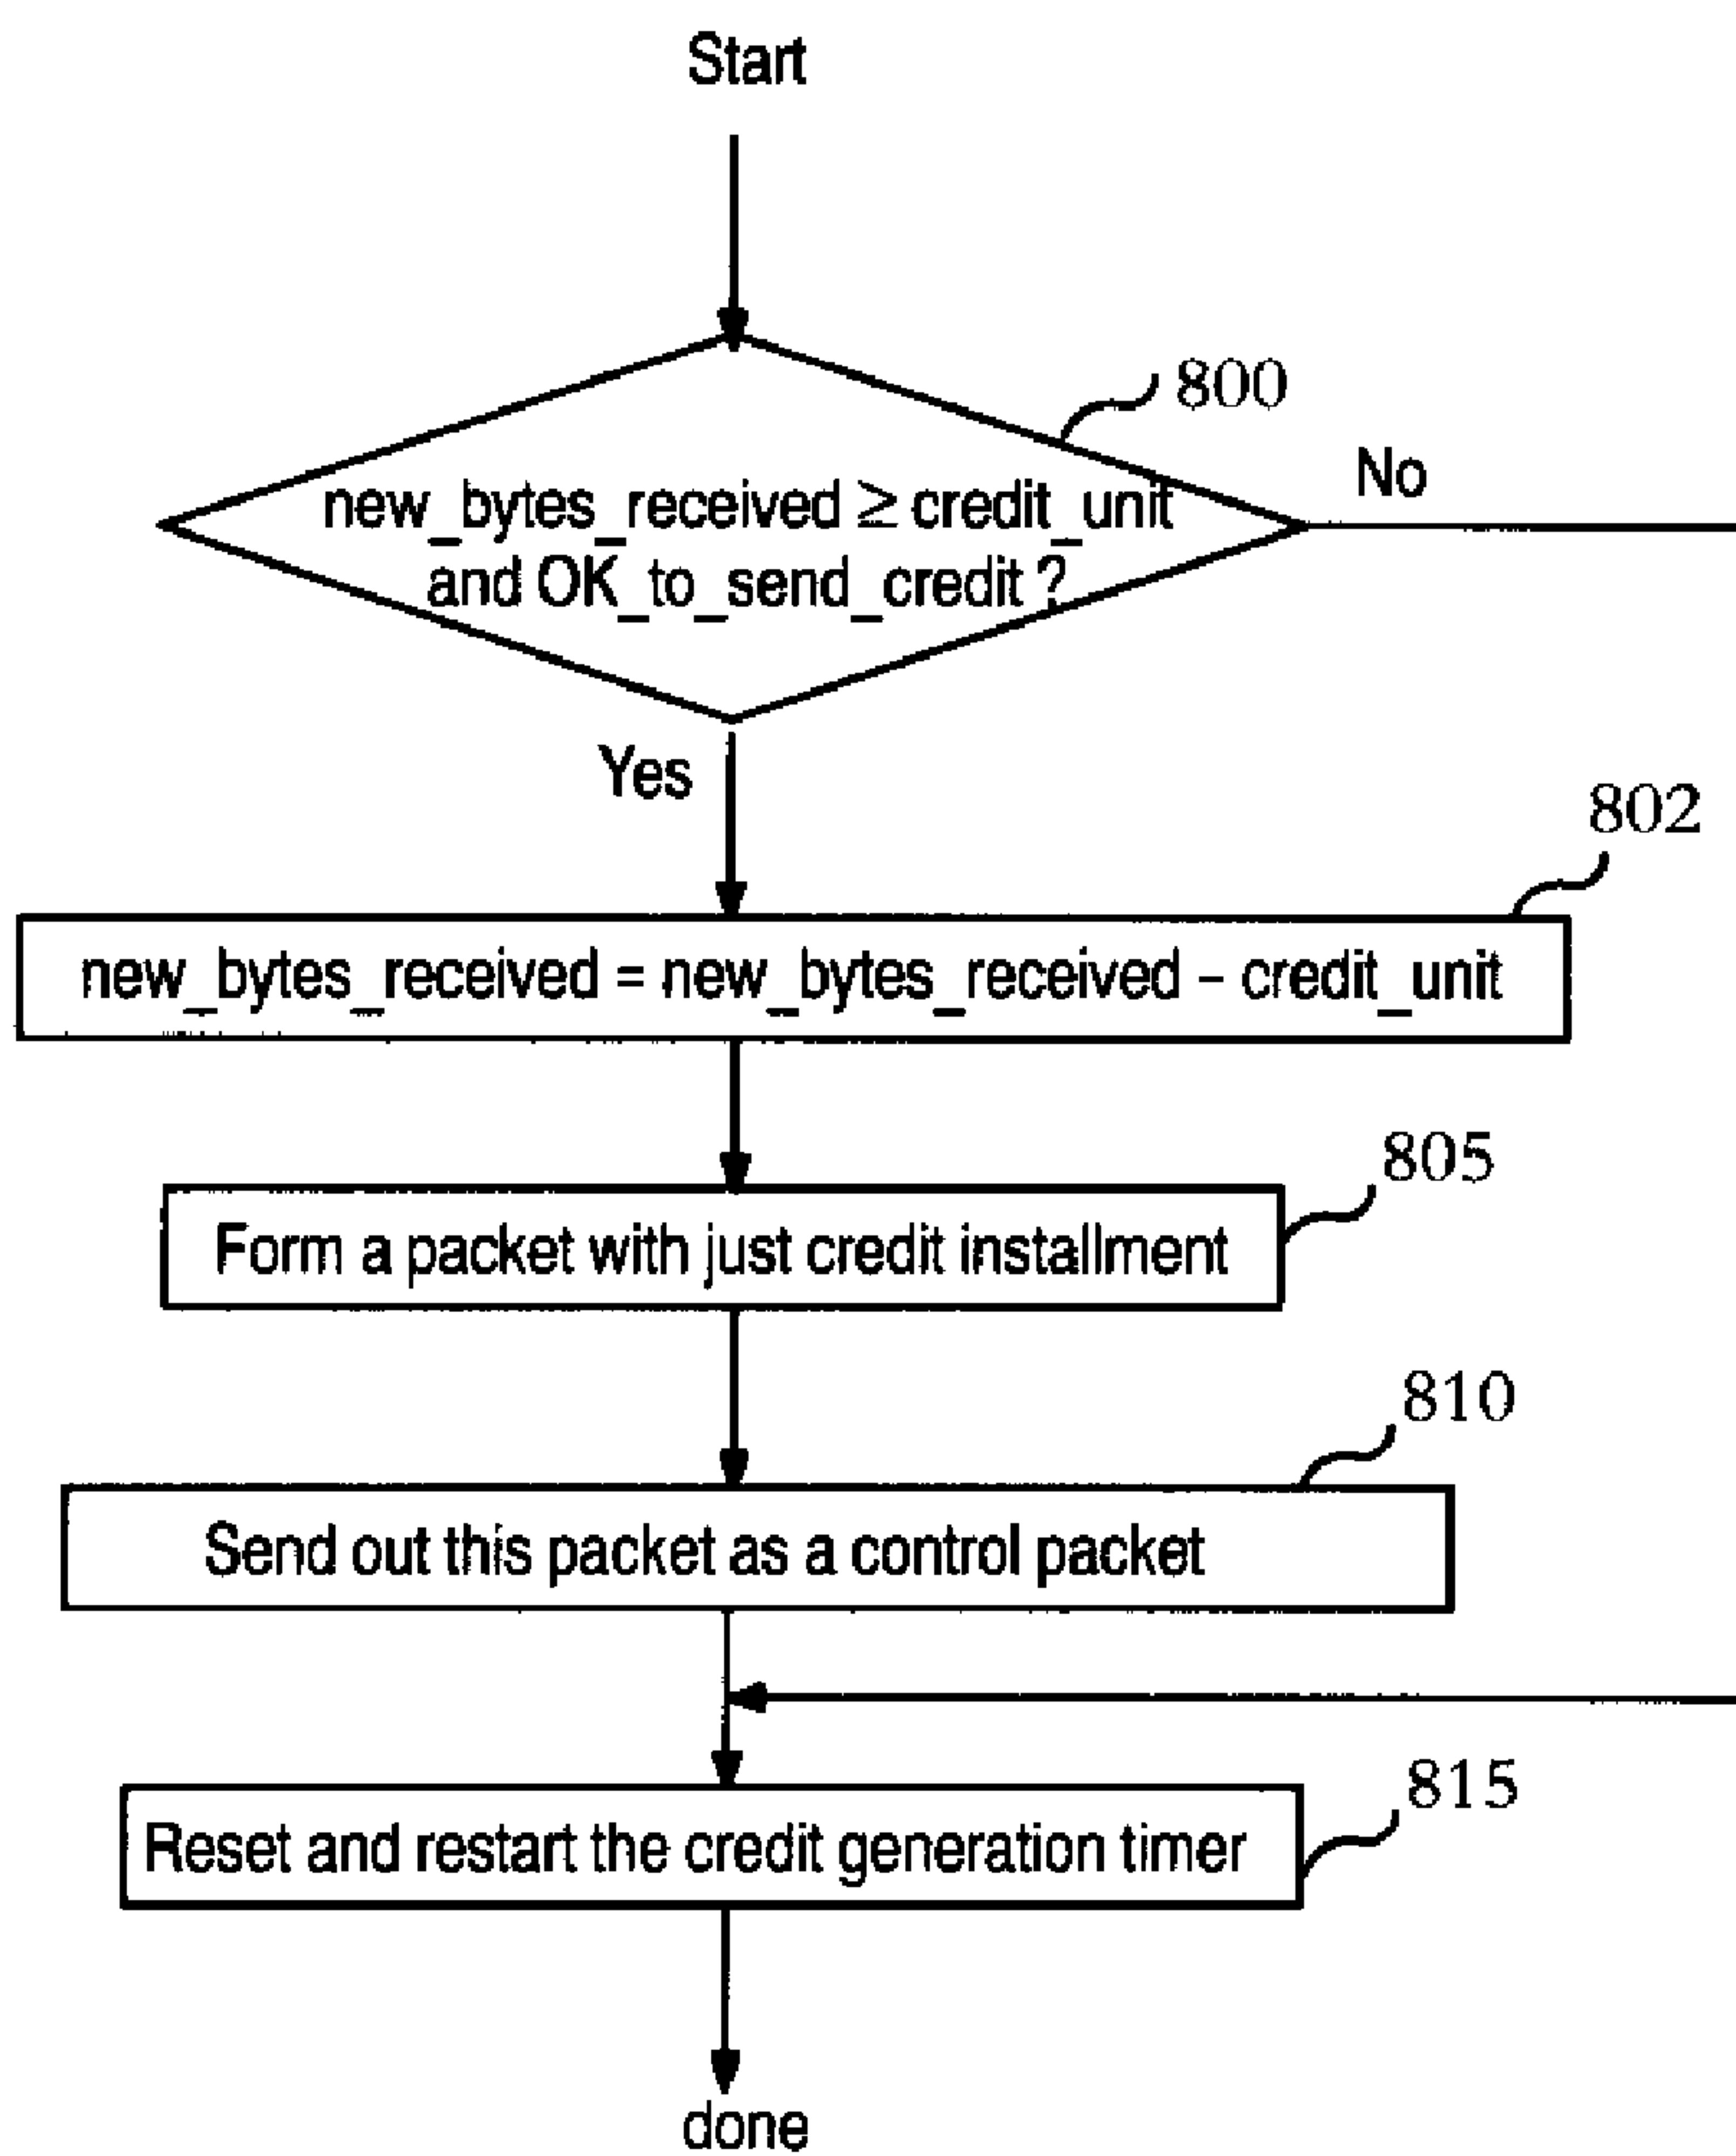 Start
800
No
new_bytes_received ≥ credit_unit
and OK_to_send_credit ?
Yes
802
new_bytes_received = new_bytes_received – credit_unit
805
Form a packet with just credit installment
810
Send out this packet as a control packet
815
Reset and restart the credit generation timer
done